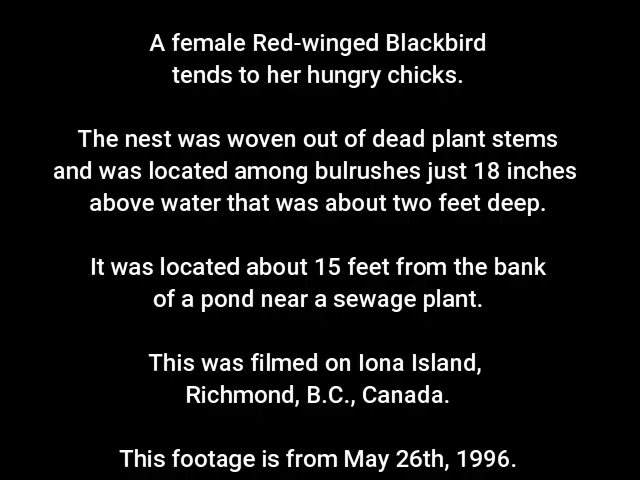 A female Red-winged Blackbird
tends to her hungry chicks.
The nest was woven out of dead plant stems
and was located among bulrushes just 18 inches
above water that was about two feet deep.
It was located about 15 feet from the bank
of a pond near a sewage plant.
This was filmed on Iona Island,
Richmond, B.C., Canada.
This footage is from May 26th, 1996.